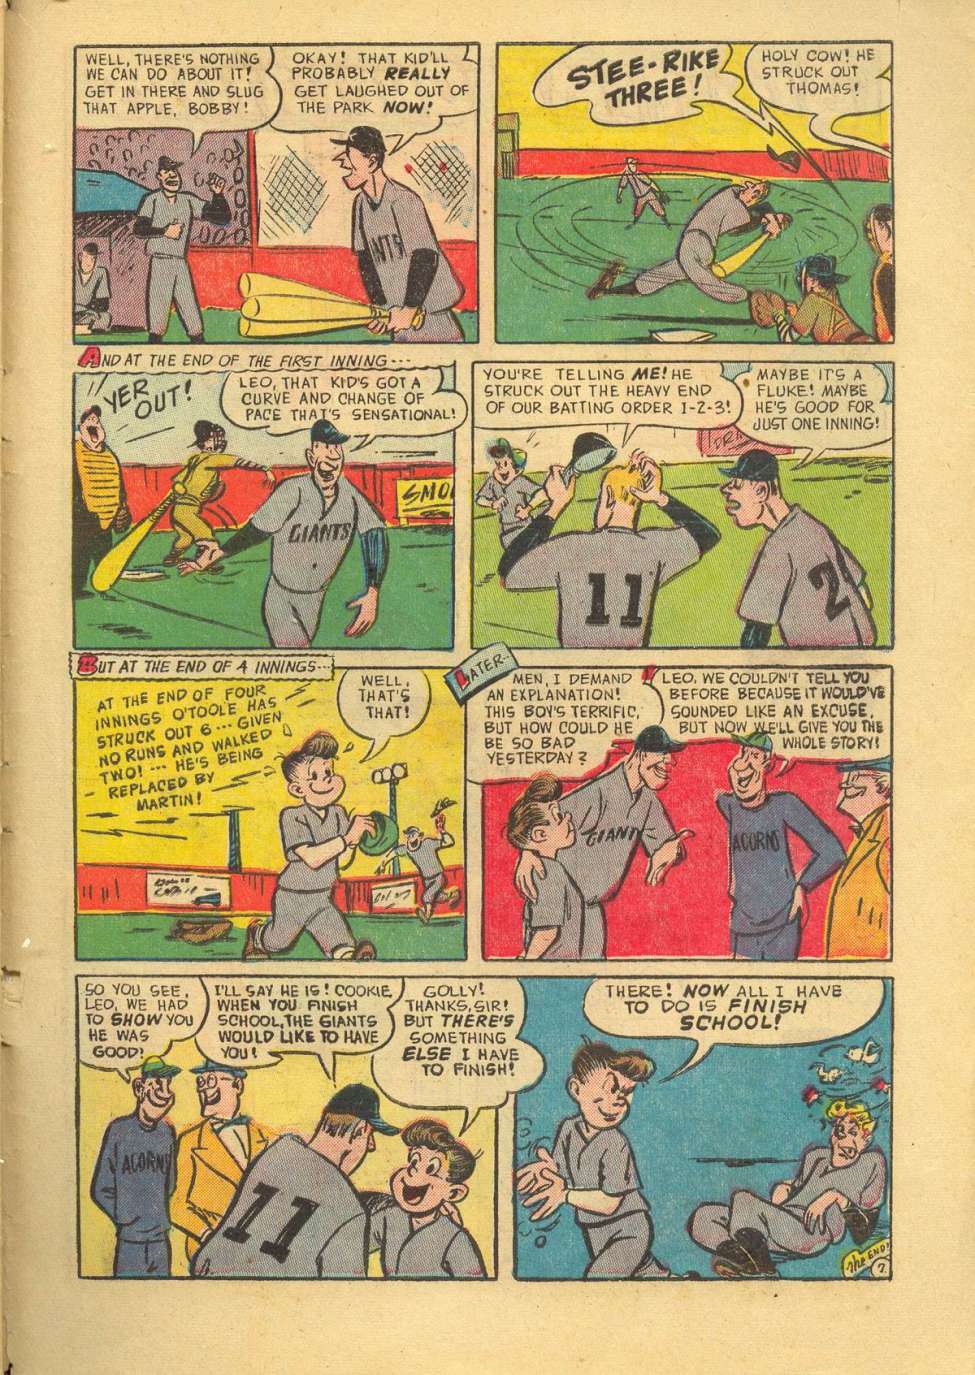 WELL, THERE'S NOTHING
WE CAN DO ABOUT IT!
GET IN THERE AND SLUG
THAT APPLE, BOBBY!
OKAY! THAT KID'LL
PROBABLY REALLY
GET LAUGHED OUT OF
THE PARK NOW!
STEE-RIKE
THREE!
HOLY COW! HE
STRUCK OUT
THOMAS!
AND AT THE END OF THE FIRST INNING---
YER
OUT!
LEO, THAT KID'S GOT A
CURVE AND CHANGE OF
PACE THAT'S SENSATIONAL!
SMO
GIANTS
YOU'RE TELLING ME! HE
STRUCK OUT THE HEAVY END
OF OUR BATTING ORDER 1-2-3!
MAYBE IT'S A
FLUKE! MAYBE
HE'S GOOD FOR
JUST ONE INNING!
11
2
BUT AT THE END OF 4 INNINGS---
AT THE END OF FOUR
INNINGS O'TOOLE HAS
STRUCK OUT 6... GIVEN
NO RUNS AND WALKED
TWO!... HE'S BEING
REPLACED BY
MARTIN!
WELL,
THAT'S
THAT!
LATER--
MEN, I DEMAND
AN EXPLANATION!
THIS BOY'S TERRIFIC,
BUT HOW COULD HE
BE SO BAD
YESTERDAY?
LEO, WE COULDN'T TELL YOU
BEFORE BECAUSE IT WOULD'VE
SOUNDED LIKE AN EXCUSE,
BUT NOW WE'LL GIVE YOU THE
WHOLE STORY!
GIANT
ACORNS
SO YOU SEE,
LEO, WE HAD
TO SHOW YOU
HE WAS
GOOD!
I'LL SAY HE IS! COOKIE,
WHEN YOU FINISH
SCHOOL, THE GIANTS
WOULD LIKE TO HAVE
YOU!
GOLLY!
THANKS, SIR!
BUT THERE'S
SOMETHING
ELSE I HAVE
TO FINISH!
ACORNS
11
THERE! NOW ALL I HAVE
TO DO IS FINISH
SCHOOL!
The END!
7